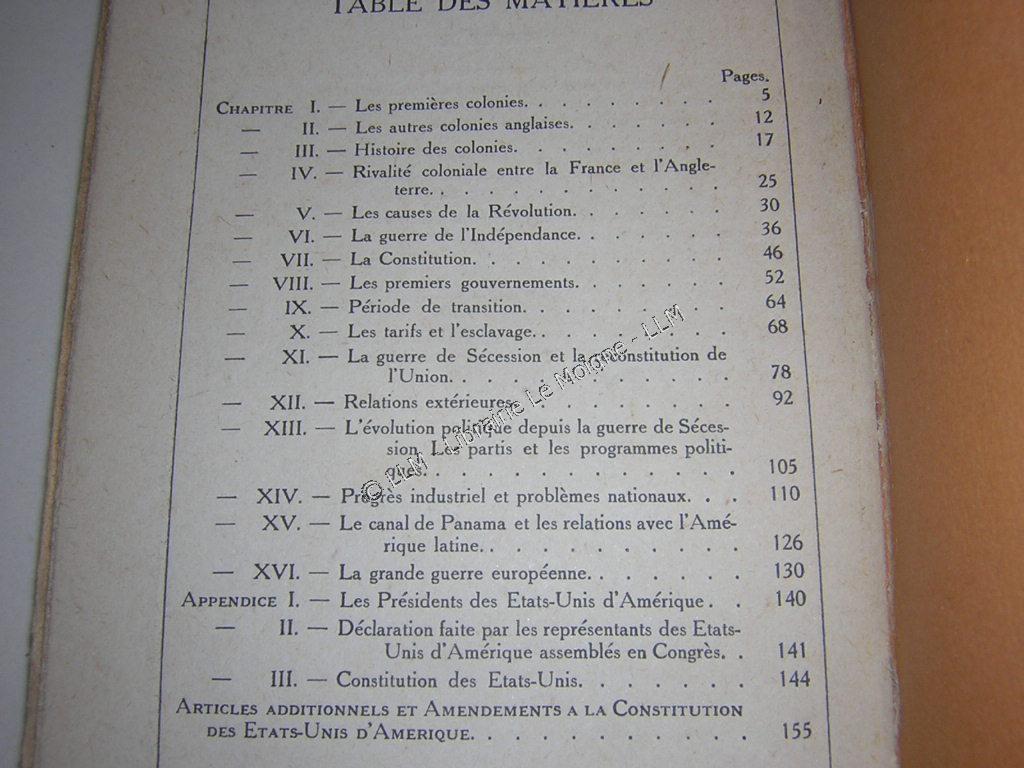 TABLE DES MATIÈRES
Pages.
CHAPITRE I. — Les premières colonies. . . . . . . . . 5
— II. — Les autres colonies anglaises. . . . . . . 12
— III. — Histoire des colonies. . . . . . . . . 17
— IV. — Rivalité coloniale entre la France et l'Angle-
terre. . . . . . . . . . . . . 25
— V. — Les causes de la Révolution. . . . . . . 30
— VI. — La guerre de l'Indépendance. . . . . . . 36
— VII. — La Constitution. . . . . . . . . . . 46
— VIII. — Les premiers gouvernements. . . . . . . 52
— IX. — Période de transition. . . . . . . . . 64
— X. — Les tarifs et l'esclavage. . . . . . . . . 68
— XI. — La guerre de Sécession et la reconstitution de
l'Union. . . . . . . . . . . . 78
— XII. — Relations extérieures. . . . . . . . . 92
— XIII. — L'évolution politique depuis la guerre de Séces-
sion. Les partis et les programmes politi-
ques. . . . . . . . . . . . . 105
— XIV. — Progrès industriel et problèmes nationaux. . . 110
— XV. — Le canal de Panama et les relations avec l'Amé-
rique latine. . . . . . . . . . . 126
— XVI. — La grande guerre européenne. . . . . . . 130
APPENDICE I. — Les Présidents des Etats-Unis d'Amérique . . 140
— II. — Déclaration faite par les représentants des Etats-
Unis d'Amérique assemblés en Congrès. . 141
— III. — Constitution des Etats-Unis. . . . . . . 144
ARTICLES ADDITIONNELS ET AMENDEMENTS A LA CONSTITUTION
DES ETATS-UNIS D'AMERIQUE. . . . . . . . . . . 155
© LLM - Librairie Le Moigne - LLM